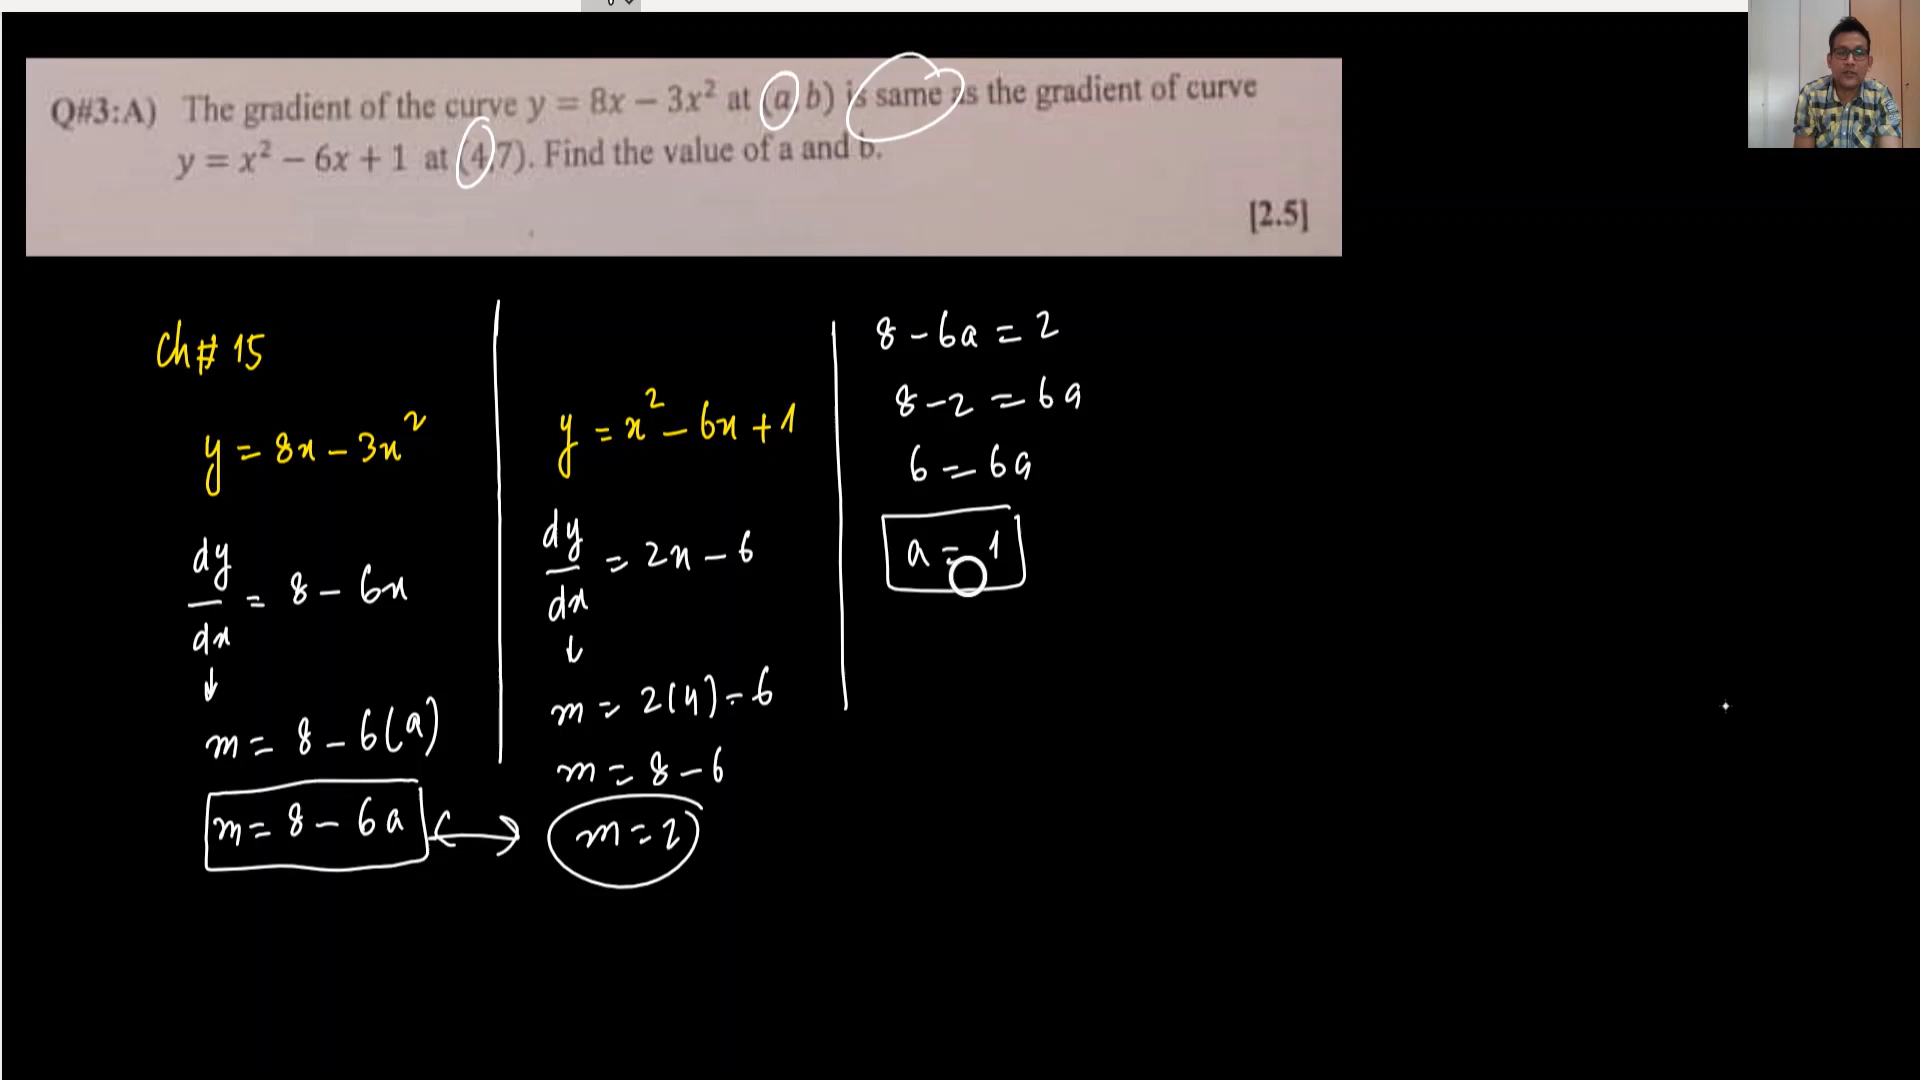 Q#3:A) The gradient of the curve y = 8x − 3x² at (a, b) is same as the gradient of curve
y = x² − 6x + 1 at (4,7). Find the value of a and b.
[2.5]
Ch# 15
y = 8x − 3x²
dy/dx = 8 − 6x
↓
m = 8 − 6(a)
m = 8 − 6a
y = x² − 6x + 1
dy/dx = 2x − 6
↓
m = 2(4) − 6
m = 8 − 6
m = 2
8 − 6a = 2
8 − 2 = 6a
6 = 6a
a = 1